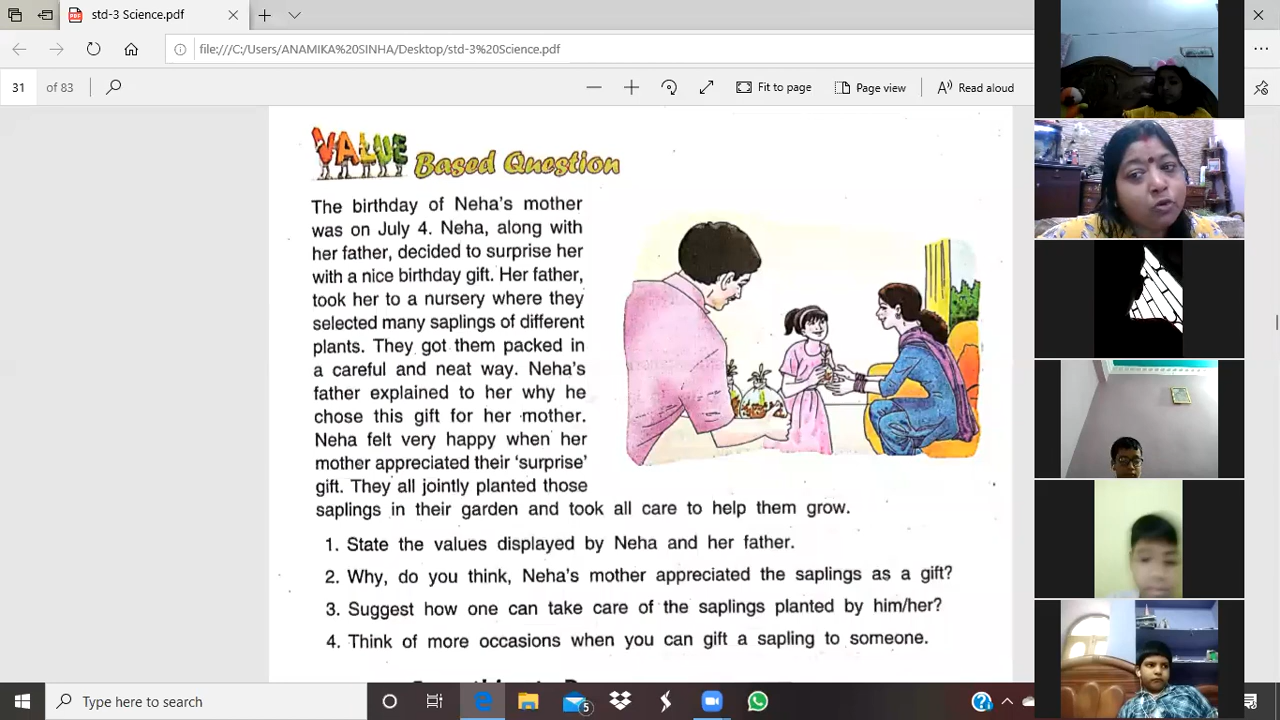 std-3 Science.pdf
file:///C:/Users/ANAMIKA%20SINHA/Desktop/std-3%20Science.pdf
31 of 83
Fit to page
Page view
Read aloud
VALUE Based Question
The birthday of Neha's mother
was on July 4. Neha, along with
her father, decided to surprise her
with a nice birthday gift. Her father,
took her to a nursery where they
selected many saplings of different
plants. They got them packed in
a careful and neat way. Neha's
father explained to her why he
chose this gift for her mother.
Neha felt very happy when her
mother appreciated their 'surprise'
gift. They all jointly planted those
saplings in their garden and took all care to help them grow.
1. State the values displayed by Neha and her father.
2. Why, do you think, Neha's mother appreciated the saplings as a gift?
3. Suggest how one can take care of the saplings planted by him/her?
4. Think of more occasions when you can gift a sapling to someone.
Type here to search
5